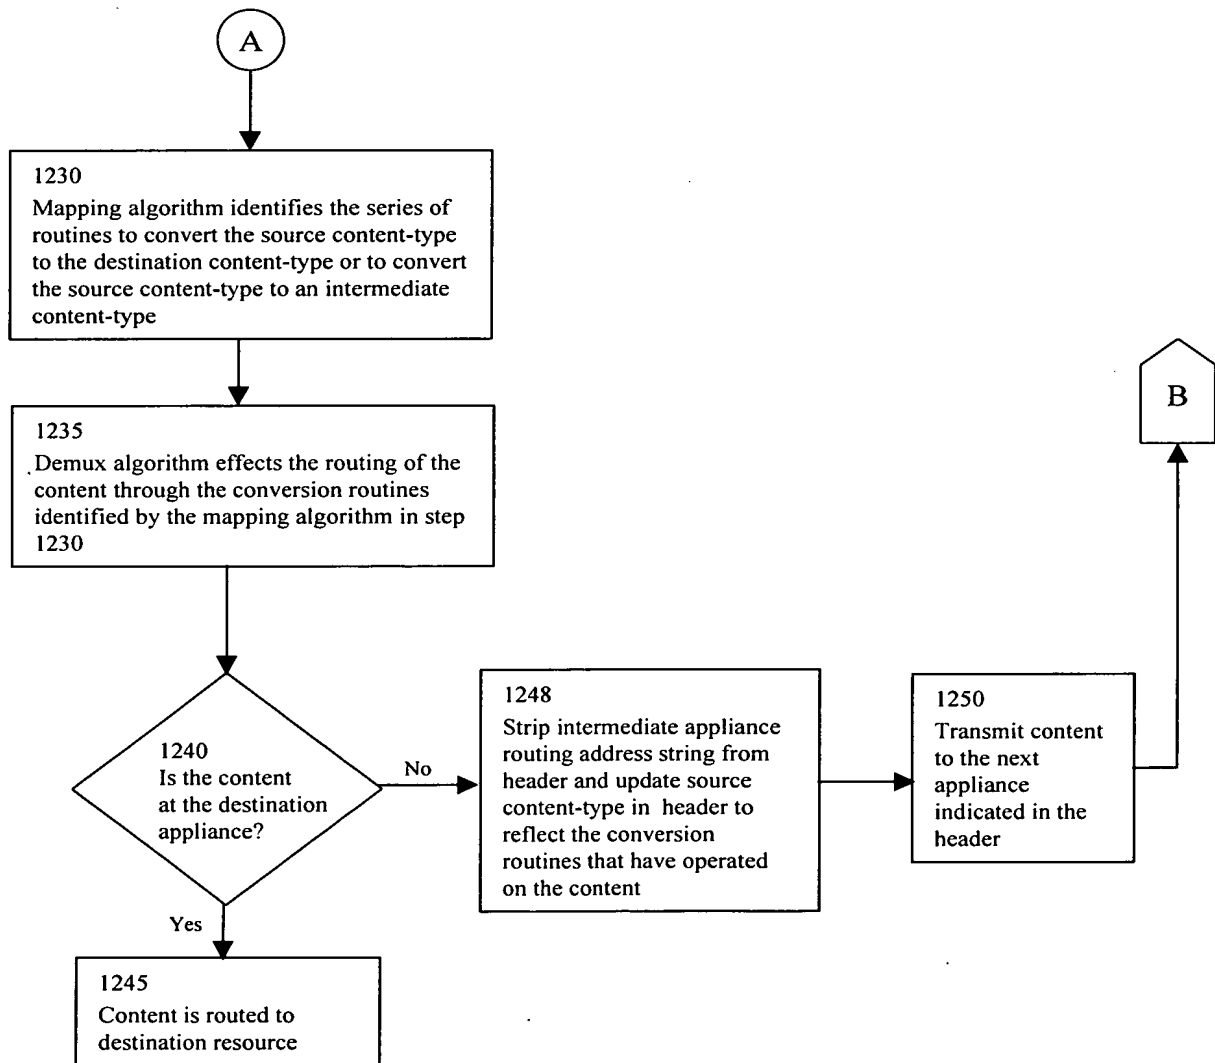 A
1230
Mapping algorithm identifies the series of
routines to convert the source content-type
to the destination content-type or to convert
the source content-type to an intermediate
content-type
1235
Demux algorithm effects the routing of the
content through the conversion routines
identified by the mapping algorithm in step
1230
B
1240
Is the content
at the destination
appliance?
No
1248
Strip intermediate appliance
routing address string from
header and update source
content-type in header to
reflect the conversion
routines that have operated
on the content
1250
Transmit content
to the next
appliance
indicated in the
header
Yes
1245
Content is routed to
destination resource